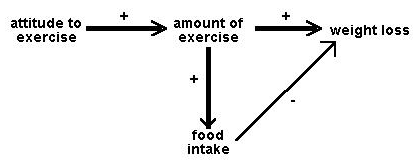 attitude to
exercise
+
amount of
exercise
+
weight loss
+
-
food
intake